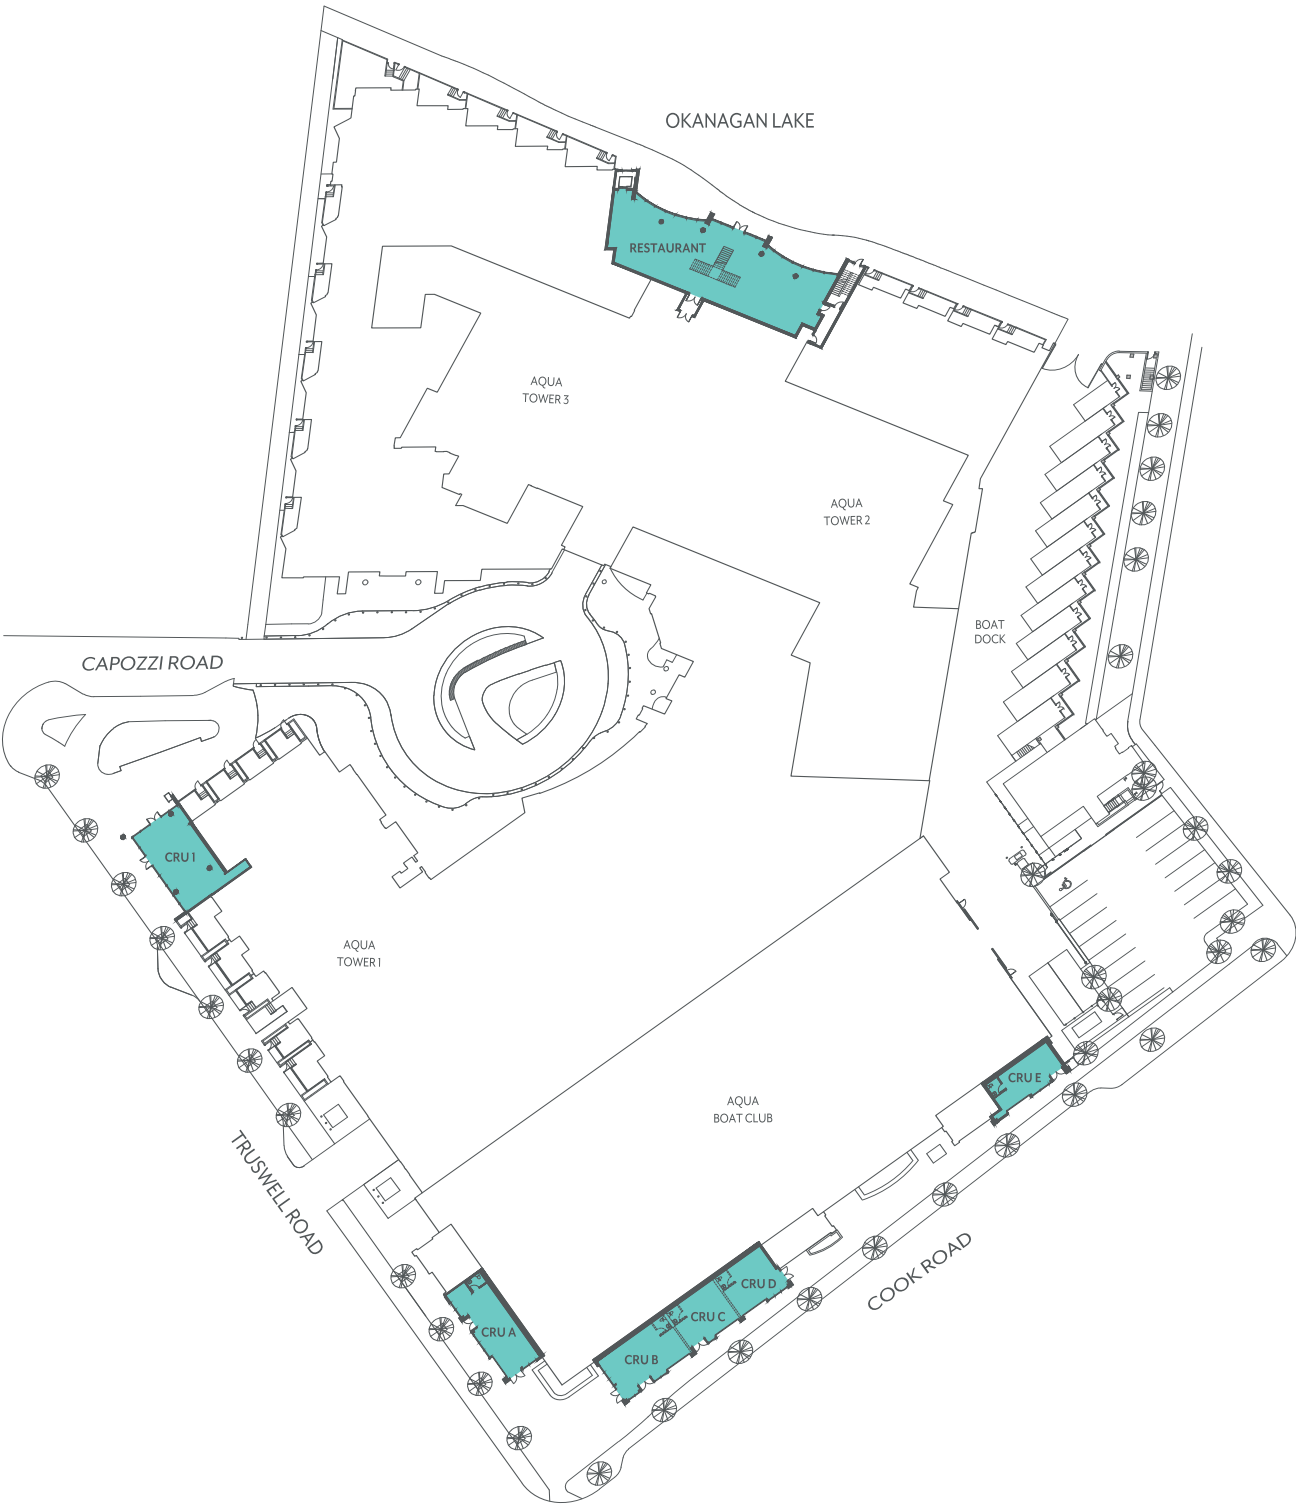 OKANAGAN LAKE
RESTAURANT
AQUA
TOWER 3
AQUA
TOWER 2
BOAT
DOCK
CAPOZZI ROAD
CRU 1
AQUA
TOWER 1
CRU E
AQUA
BOAT CLUB
TRUSWELL ROAD
COOK ROAD
CRU D
CRU C
CRU A
CRU B